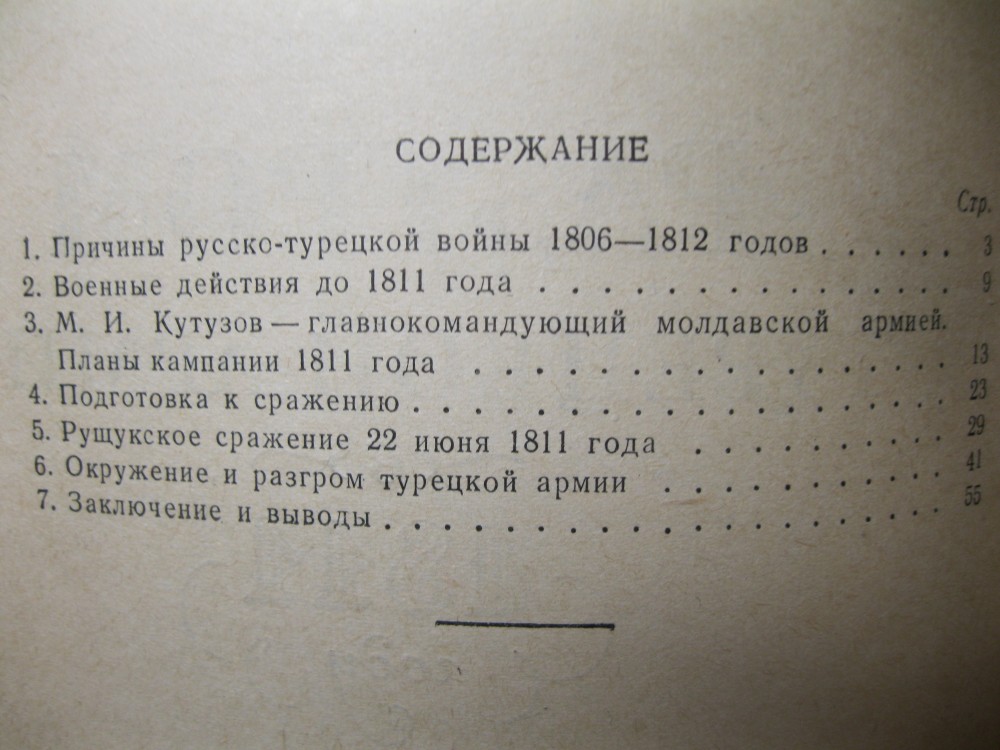 СОДЕРЖАНИЕ
Стр.
1. Причины русско-турецкой войны 1806—1812 годов . . . . . . 3
2. Военные действия до 1811 года . . . . . . . . . . . . . . . 9
3. М. И. Кутузов — главнокомандующий молдавской армией.
Планы кампании 1811 года . . . . . . . . . . . . . . . . . 13
4. Подготовка к сражению . . . . . . . . . . . . . . . . . . . 23
5. Рущукское сражение 22 июня 1811 года . . . . . . . . . 29
6. Окружение и разгром турецкой армии . . . . . . . . . . 41
7. Заключение и выводы . . . . . . . . . . . . . . . . . . . . 55